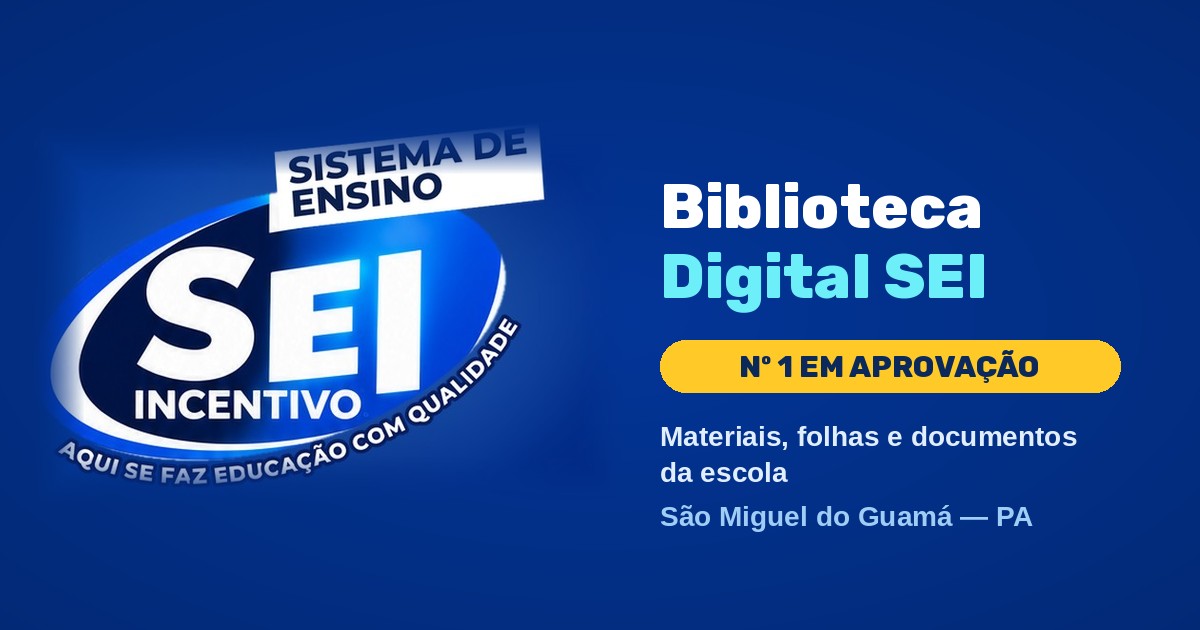 SISTEMA DE
ENSINO
SEI
INCENTIVO
AQUI SE FAZ EDUCAÇÃO COM QUALIDADE
Biblioteca
Digital SEI
Nº 1 EM APROVAÇÃO
Materiais, folhas e documentos
da escola
São Miguel do Guamá — PA